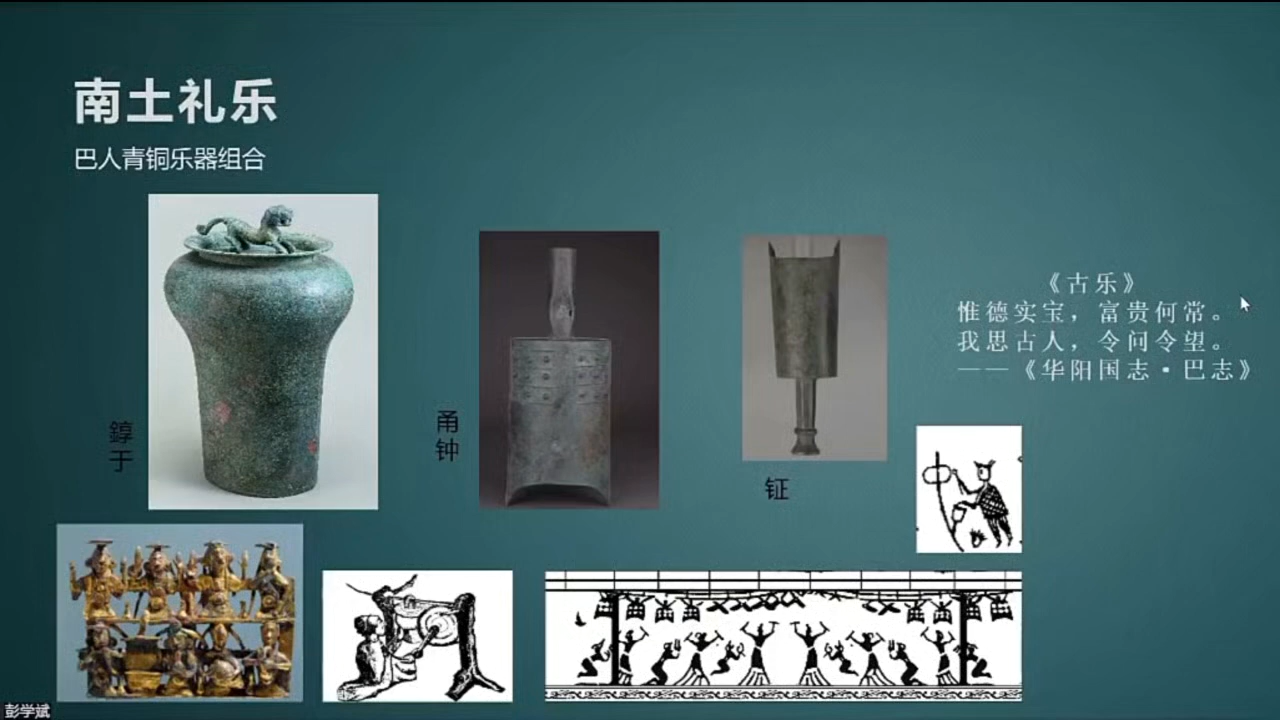 南土礼乐
巴人青铜乐器组合
錞于
甬钟
钲
《古乐》
惟德实宝，富贵何常。
我思古人，令问令望。
——《华阳国志·巴志》
彭学斌